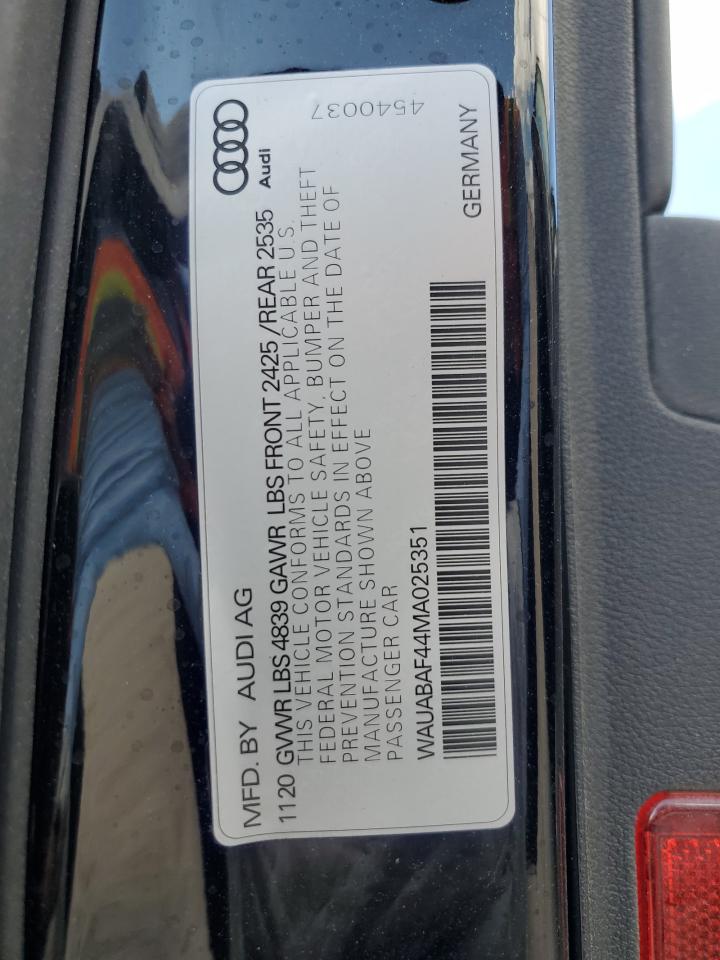 MFD. BY AUDI AG
Audi
1120 GVWR LBS 4839 GAWR LBS FRONT 2425 /REAR 2535
THIS VEHICLE CONFORMS TO ALL APPLICABLE U.S.
FEDERAL MOTOR VEHICLE SAFETY, BUMPER AND THEFT
PREVENTION STANDARDS IN EFFECT ON THE DATE OF
MANUFACTURE SHOWN ABOVE
PASSENGER CAR
4540037
WAUABAF44MA025351
GERMANY